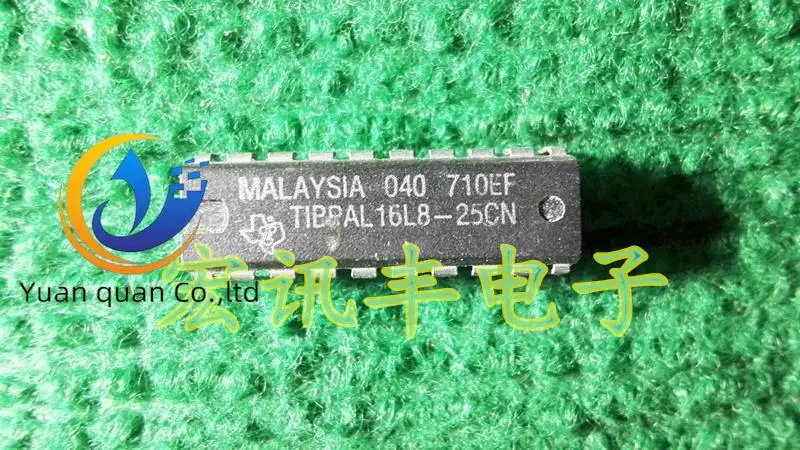 MALAYSIA 040 710EF
TIBPAL16L8-25CN
Yuan quan Co.,ltd
宏讯丰电子